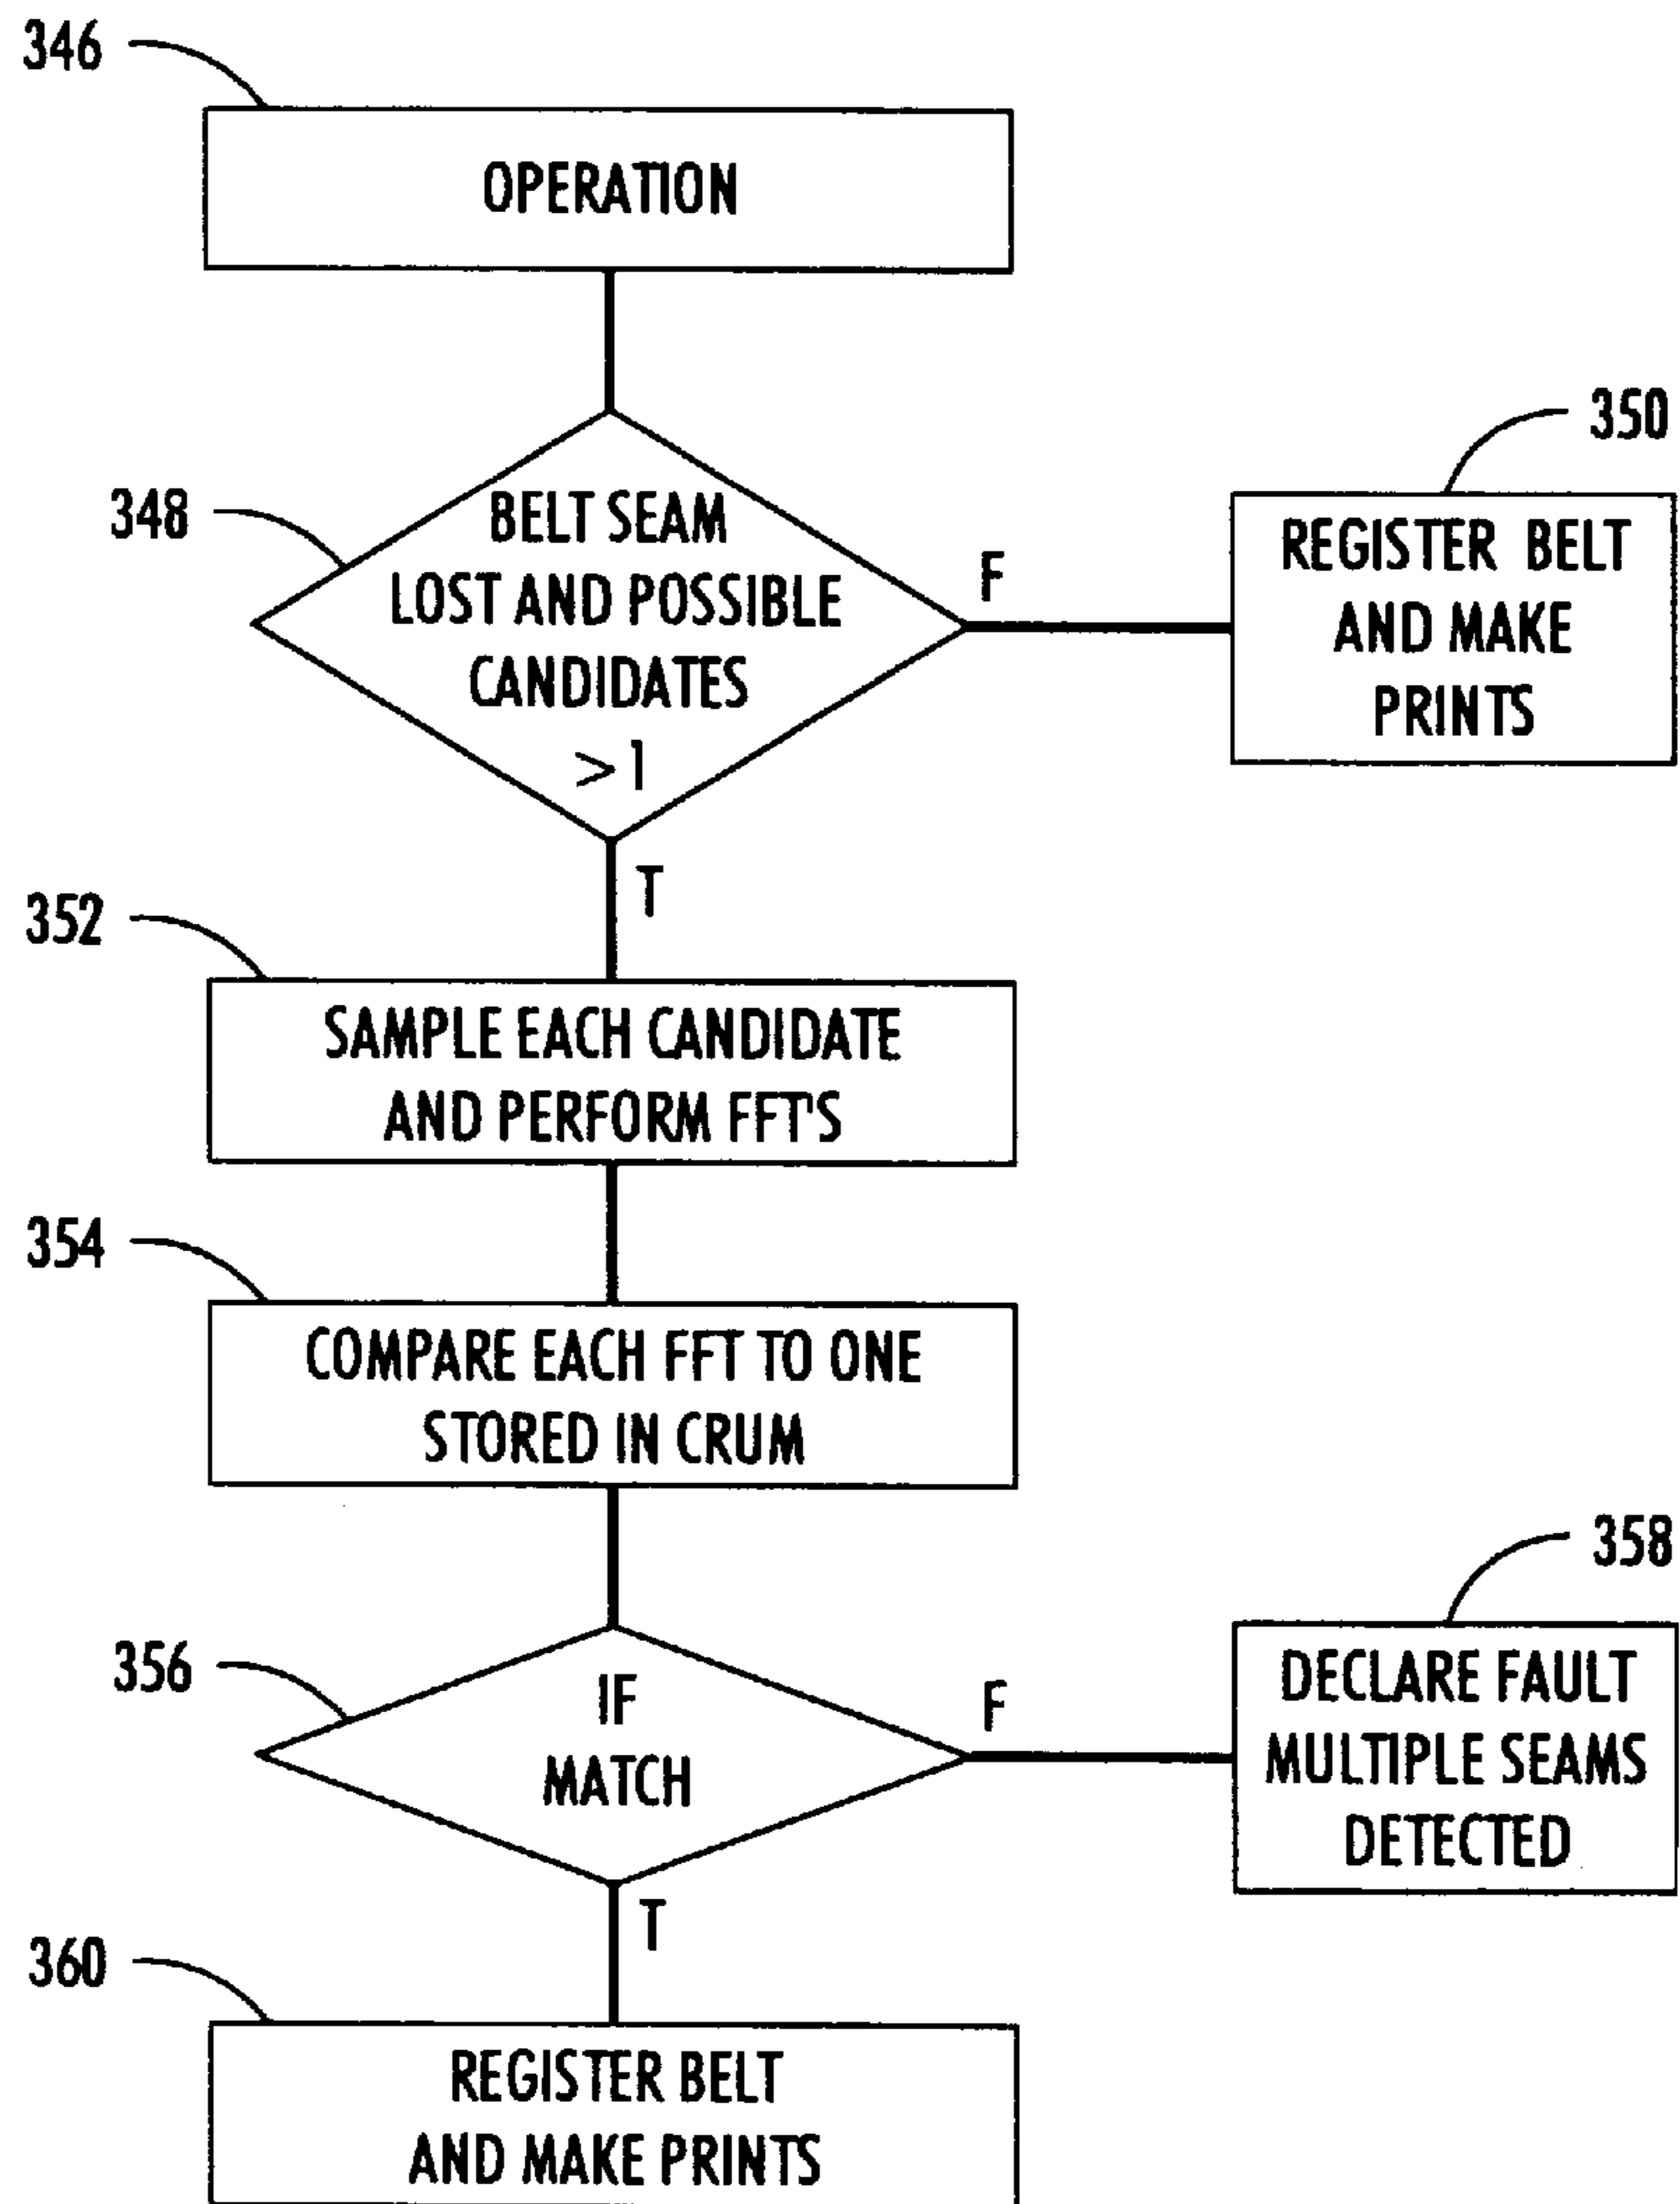 346
OPERATION
348
BELT SEAM
LOST AND POSSIBLE
CANDIDATES
>1
F
350
REGISTER BELT
AND MAKE
PRINTS
T
352
SAMPLE EACH CANDIDATE
AND PERFORM FFT'S
354
COMPARE EACH FFT TO ONE
STORED IN CRUM
356
IF
MATCH
F
358
DECLARE FAULT
MULTIPLE SEAMS
DETECTED
T
360
REGISTER BELT
AND MAKE PRINTS